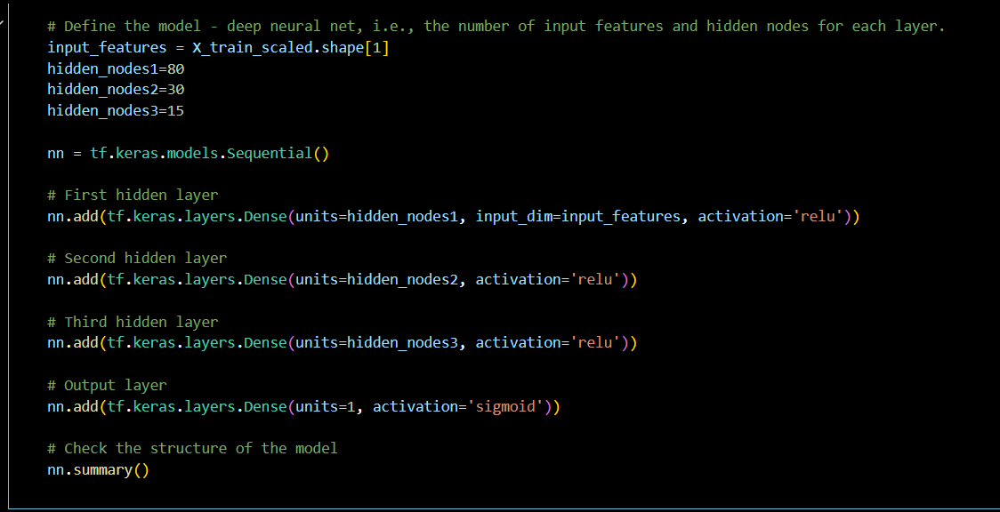 # Define the model - deep neural net, i.e., the number of input features and hidden nodes for each layer.
input_features = X_train_scaled.shape[1]
hidden_nodes1=80
hidden_nodes2=30
hidden_nodes3=15
nn = tf.keras.models.Sequential()
# First hidden layer
nn.add(tf.keras.layers.Dense(units=hidden_nodes1, input_dim=input_features, activation='relu'))
# Second hidden layer
nn.add(tf.keras.layers.Dense(units=hidden_nodes2, activation='relu'))
# Third hidden layer
nn.add(tf.keras.layers.Dense(units=hidden_nodes3, activation='relu'))
# Output layer
nn.add(tf.keras.layers.Dense(units=1, activation='sigmoid'))
# Check the structure of the model
nn.summary()